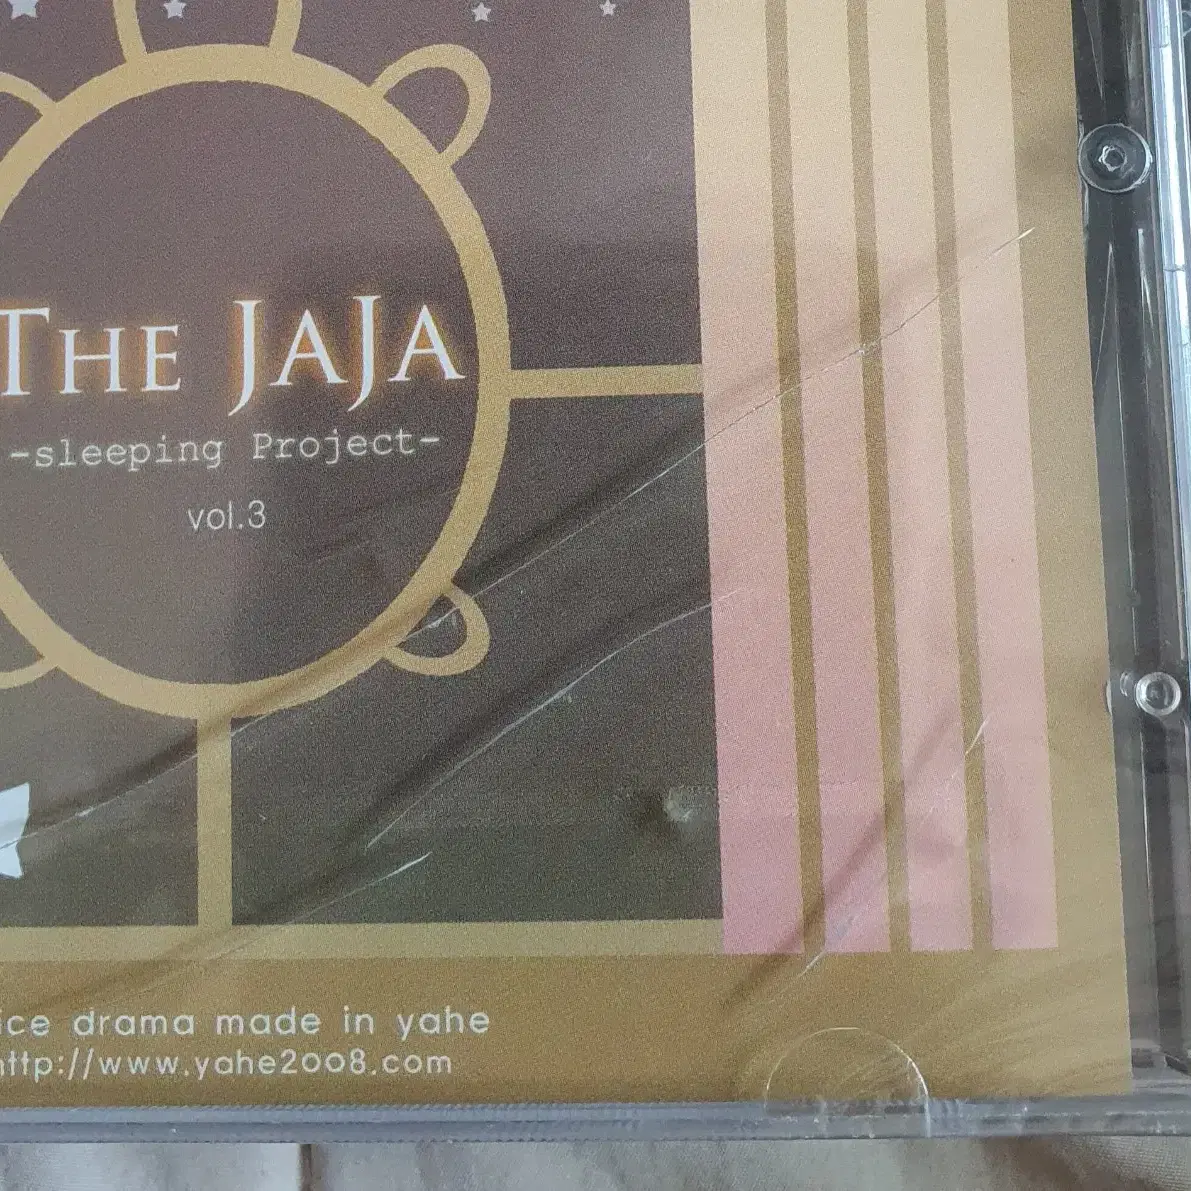 THE JAJA
-sleeping Project-
vol.3
ice drama made in yahe
http://www.yahe2008.com